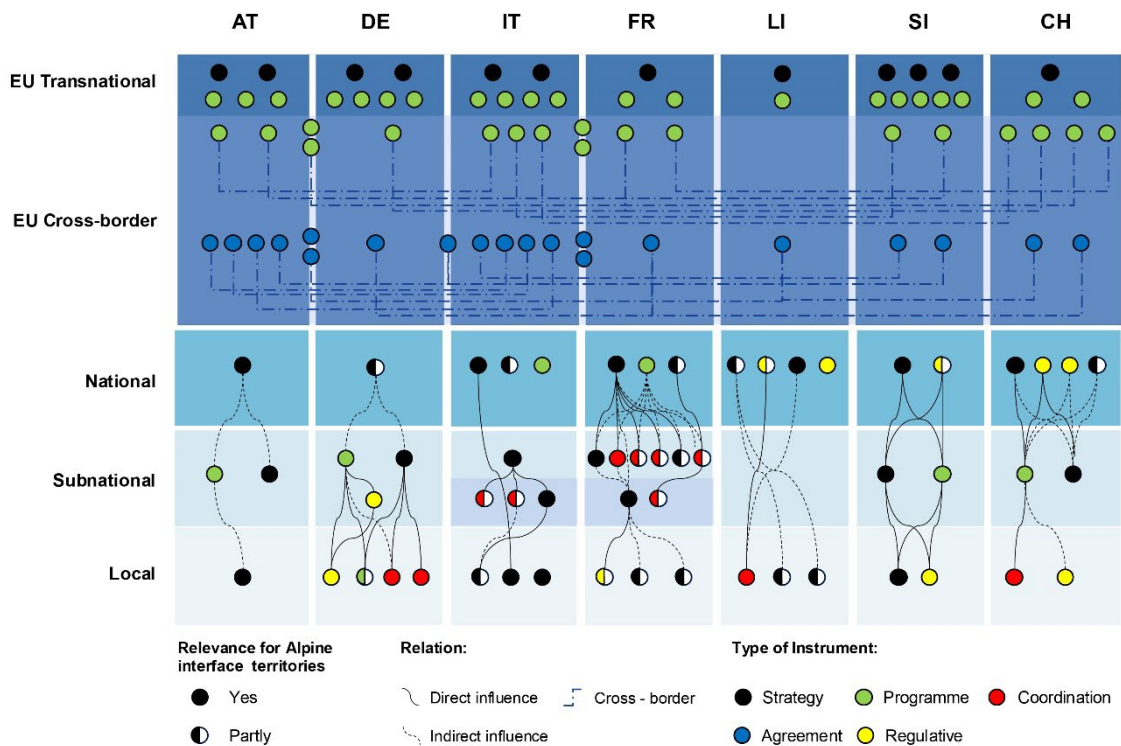 AT DE IT FR LI SI CH
EU Transnational
EU Cross-border
National
Subnational
Local
Relevance for Alpine
interface territories
Yes
Partly
Relation:
Direct influence
Indirect influence
Cross - border
Type of Instrument:
Strategy
Programme
Coordination
Agreement
Regulative